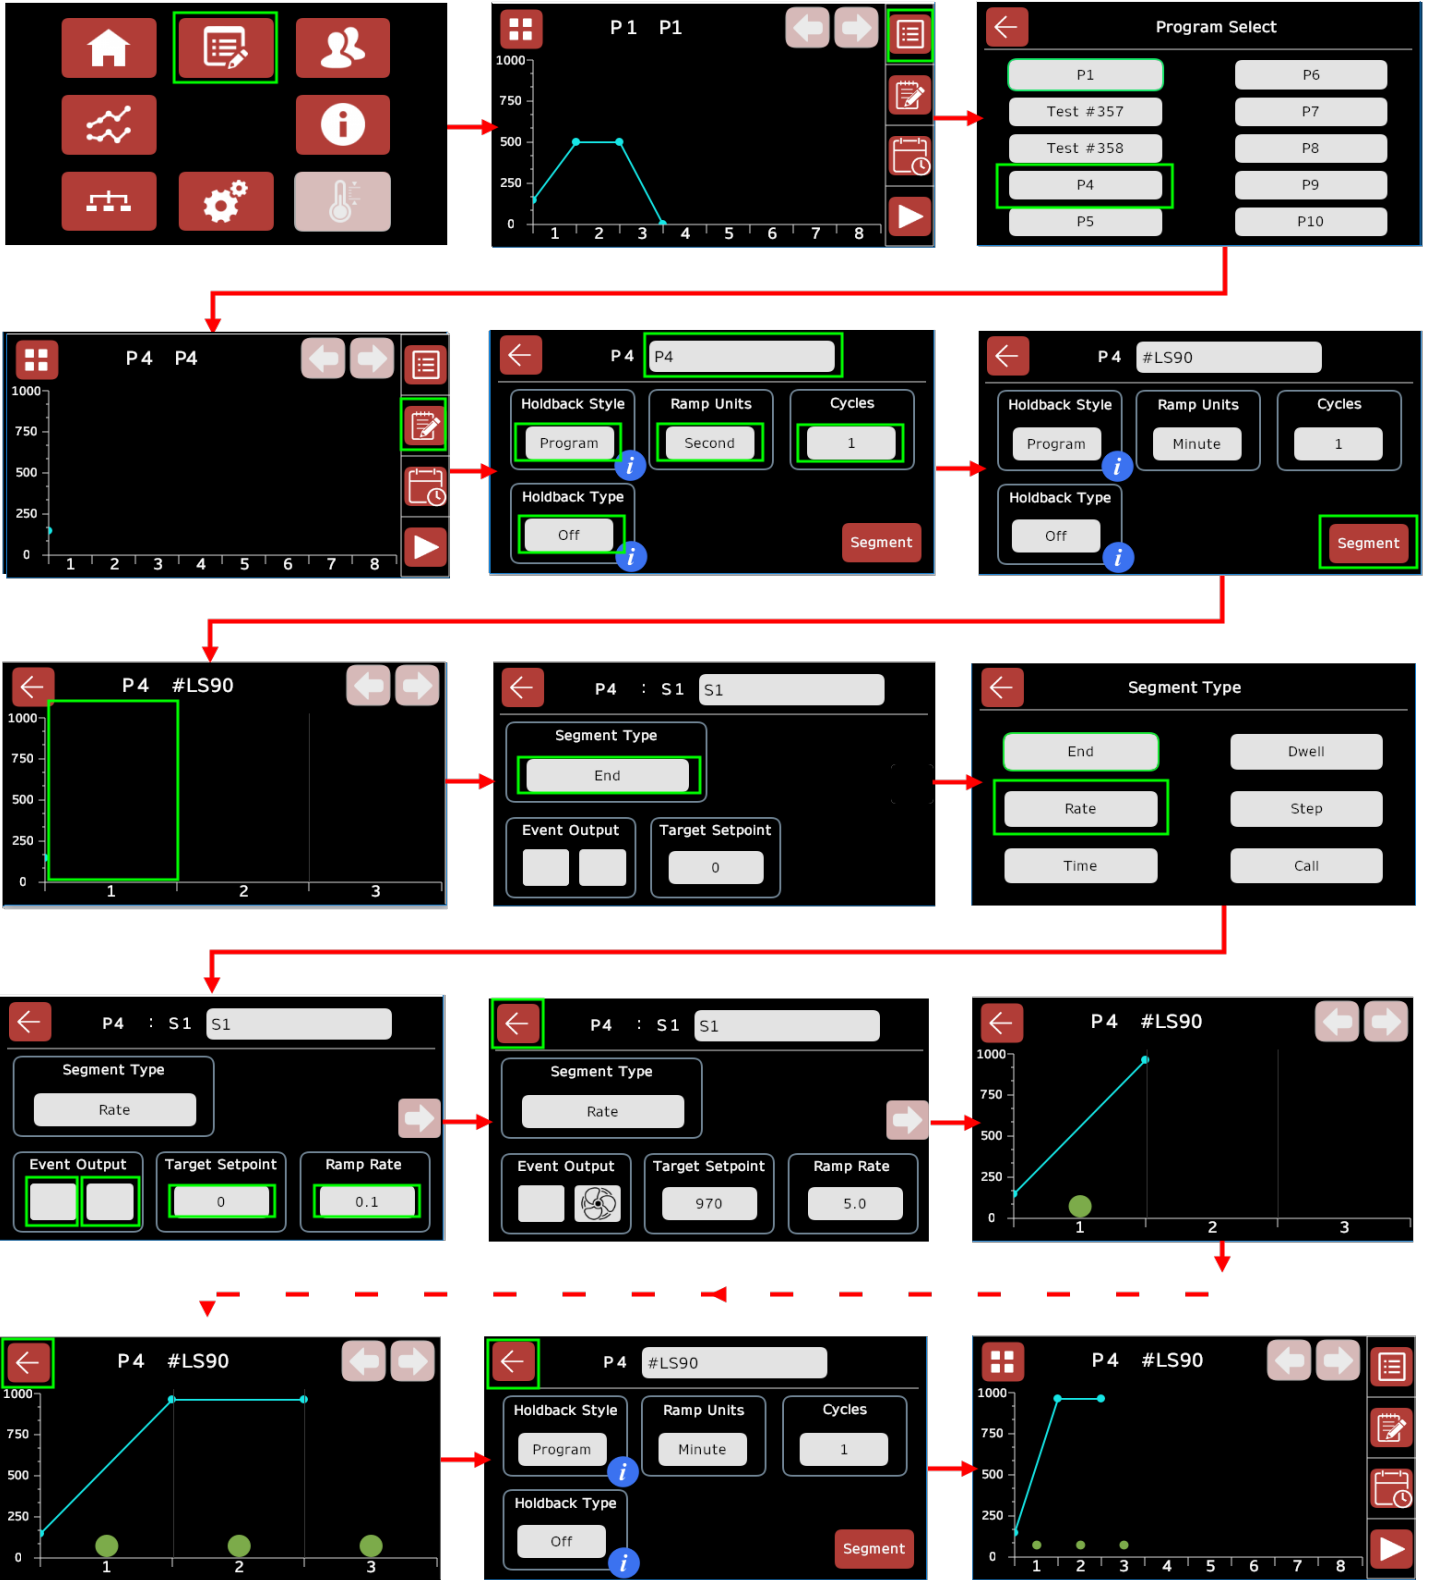 P1 P1
1000
750
500
250
0
1 2 3 4 5 6 7 8
Program Select
P1 P6
Test #357 P7
Test #358 P8
P4 P9
P5 P10
P4 P4
1000
750
500
250
0
1 2 3 4 5 6 7 8
P4 P4
Holdback Style Ramp Units Cycles
Program Second 1
i
Holdback Type
Off Segment
i
P4 #LS90
Holdback Style Ramp Units Cycles
Program Minute 1
i
Holdback Type
Off Segment
i
P4 #LS90
1000
750
500
250
0
1 2 3
P4 : S1 S1
Segment Type
End
Event Output Target Setpoint
0
Segment Type
End Dwell
Rate Step
Time Call
P4 : S1 S1
Segment Type
Rate
Event Output Target Setpoint Ramp Rate
0 0.1
P4 : S1 S1
Segment Type
Rate
Event Output Target Setpoint Ramp Rate
970 5.0
P4 #LS90
1000
750
500
250
0
1 2 3
P4 #LS90
1000
750
500
250
0
1 2 3
P4 #LS90
Holdback Style Ramp Units Cycles
Program Minute 1
i
Holdback Type
Off Segment
i
P4 #LS90
1000
750
500
250
0
1 2 3 4 5 6 7 8